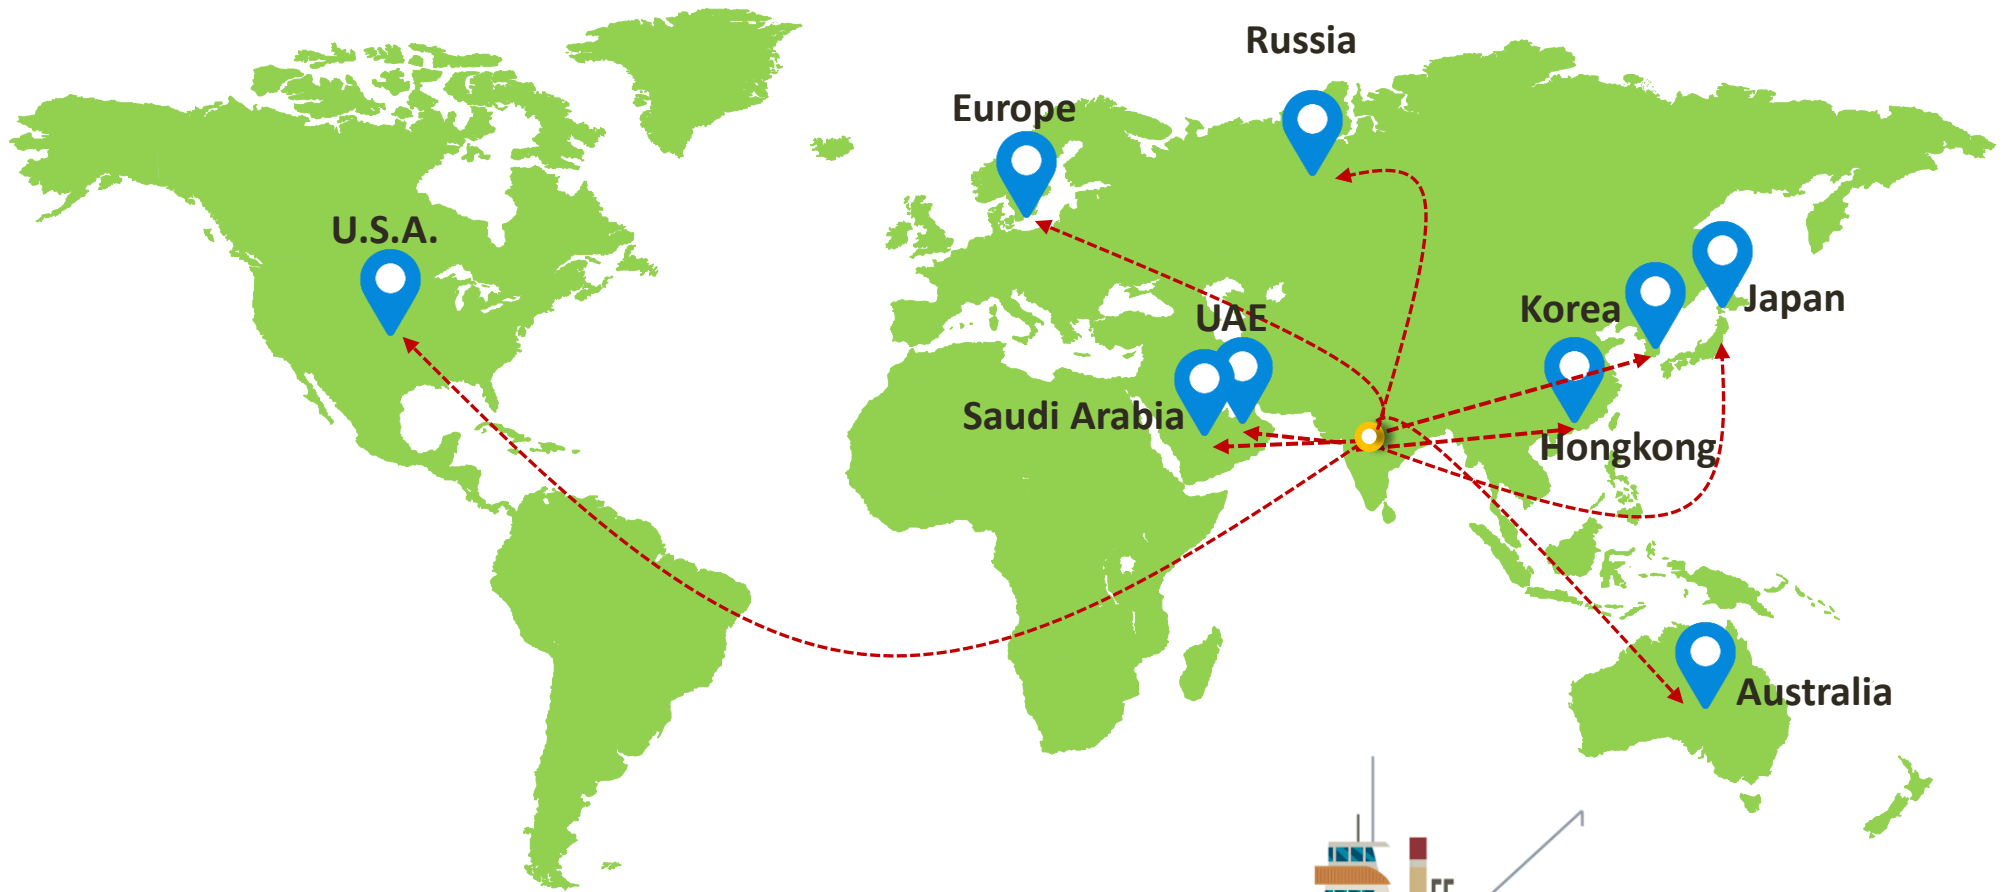 Russia
Europe
U.S.A.
Japan
Korea
UAE
Saudi Arabia
Hongkong
Australia